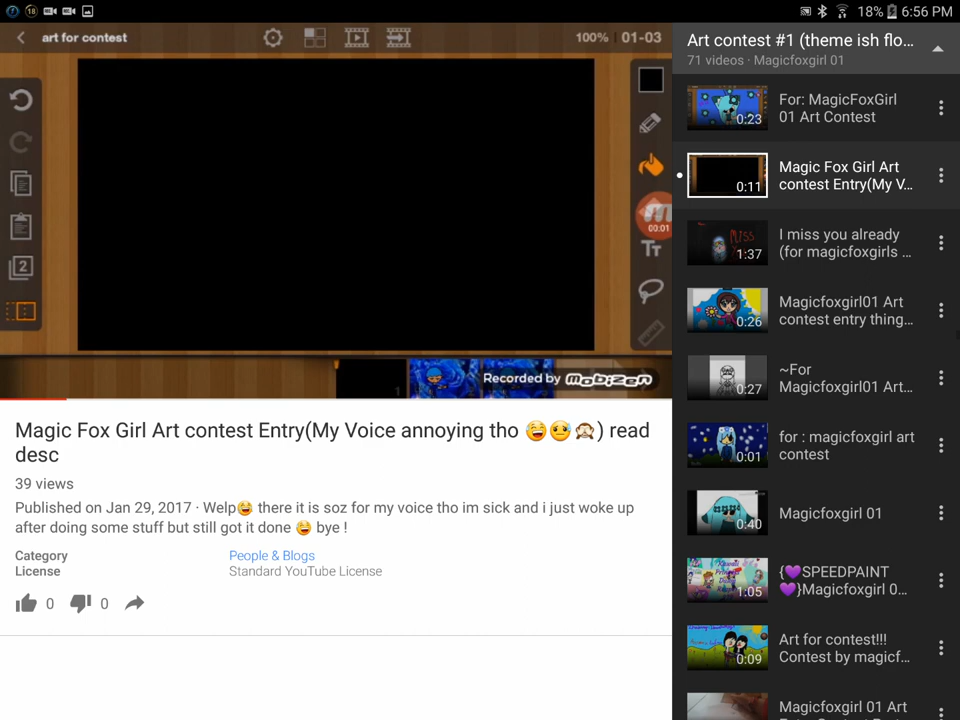 18
18% 6:56 PM
art for contest
100% 01-03
2
00:01
Tт
1
Recorded by mobizen
Magic Fox Girl Art contest Entry(My Voice annoying tho 😅😓🙈) read
desc
39 views
Published on Jan 29, 2017 · Welp😅 there it is soz for my voice tho im sick and i just woke up
after doing some stuff but still got it done 😅 bye !
Category People & Blogs
License Standard YouTube License
0 0
Art contest #1 (theme ish flo...
71 videos · Magicfoxgirl 01
For: MagicFoxGirl
01 Art Contest
0:23
Magic Fox Girl Art
contest Entry(My V...
0:11
I miss you already
(for magicfoxgirls ...
1:37
Magicfoxgirl01 Art
contest entry thing...
0:26
~For
Magicfoxgirl01 Art...
0:27
for : magicfoxgirl art
contest
0:01
Magicfoxgirl 01
0:40
{💜SPEEDPAINT
💜}Magicfoxgirl 0...
1:05
Art for contest!!!
Contest by magicf...
0:09
Magicfoxgirl 01 Art